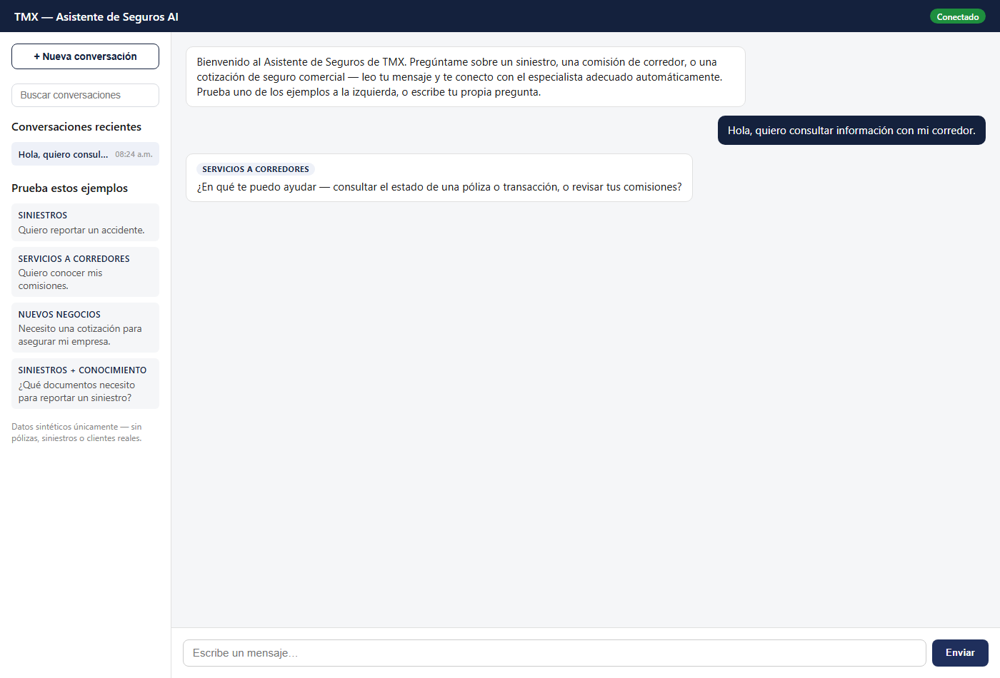 TMX — Asistente de Seguros AI
Conectado
+ Nueva conversación
Buscar conversaciones
Conversaciones recientes
Hola, quiero consul... 08:24 a.m.
Prueba estos ejemplos
SINIESTROS
Quiero reportar un accidente.
SERVICIOS A CORREDORES
Quiero conocer mis
comisiones.
NUEVOS NEGOCIOS
Necesito una cotización para
asegurar mi empresa.
SINIESTROS + CONOCIMIENTO
¿Qué documentos necesito
para reportar un siniestro?
Datos sintéticos únicamente — sin
pólizas, siniestros o clientes reales.
Bienvenido al Asistente de Seguros de TMX. Pregúntame sobre un siniestro, una comisión de corredor, o una
cotización de seguro comercial — leo tu mensaje y te conecto con el especialista adecuado automáticamente.
Prueba uno de los ejemplos a la izquierda, o escribe tu propia pregunta.
Hola, quiero consultar información con mi corredor.
SERVICIOS A CORREDORES
¿En qué te puedo ayudar — consultar el estado de una póliza o transacción, o revisar tus comisiones?
Escribe un mensaje...
Enviar